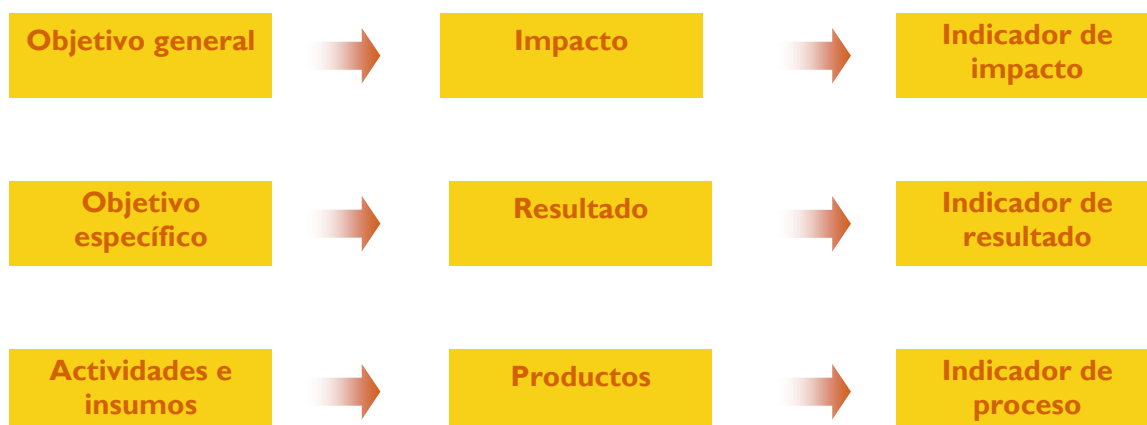 Objetivo general
Impacto
Indicador de
impacto
Objetivo
específico
Resultado
Indicador de
resultado
Actividades e
insumos
Productos
Indicador de
proceso